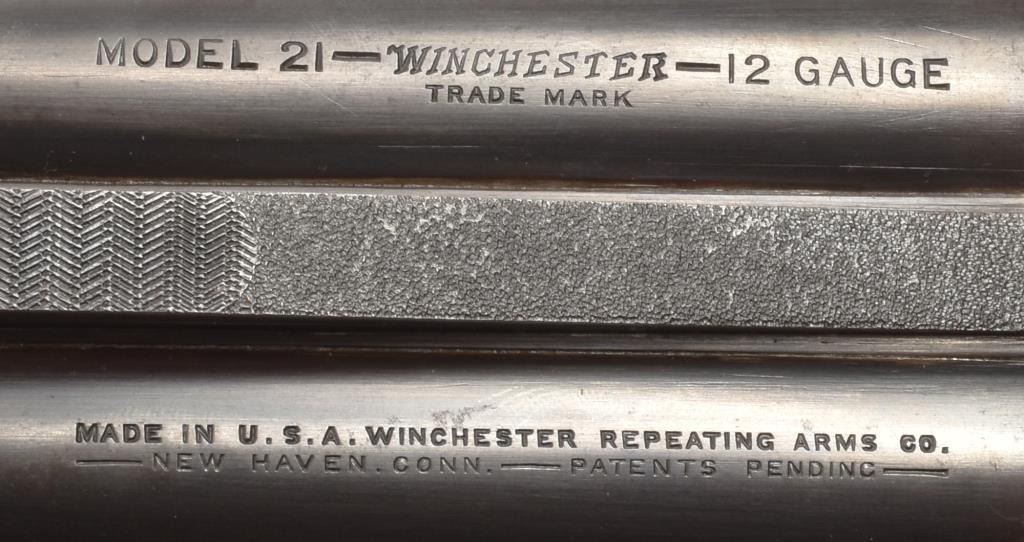 MODEL 21—WINCHESTER—12 GAUGE
TRADE MARK
MADE IN U.S.A. WINCHESTER REPEATING ARMS CO.
—NEW HAVEN. CONN.—PATENTS PENDING—